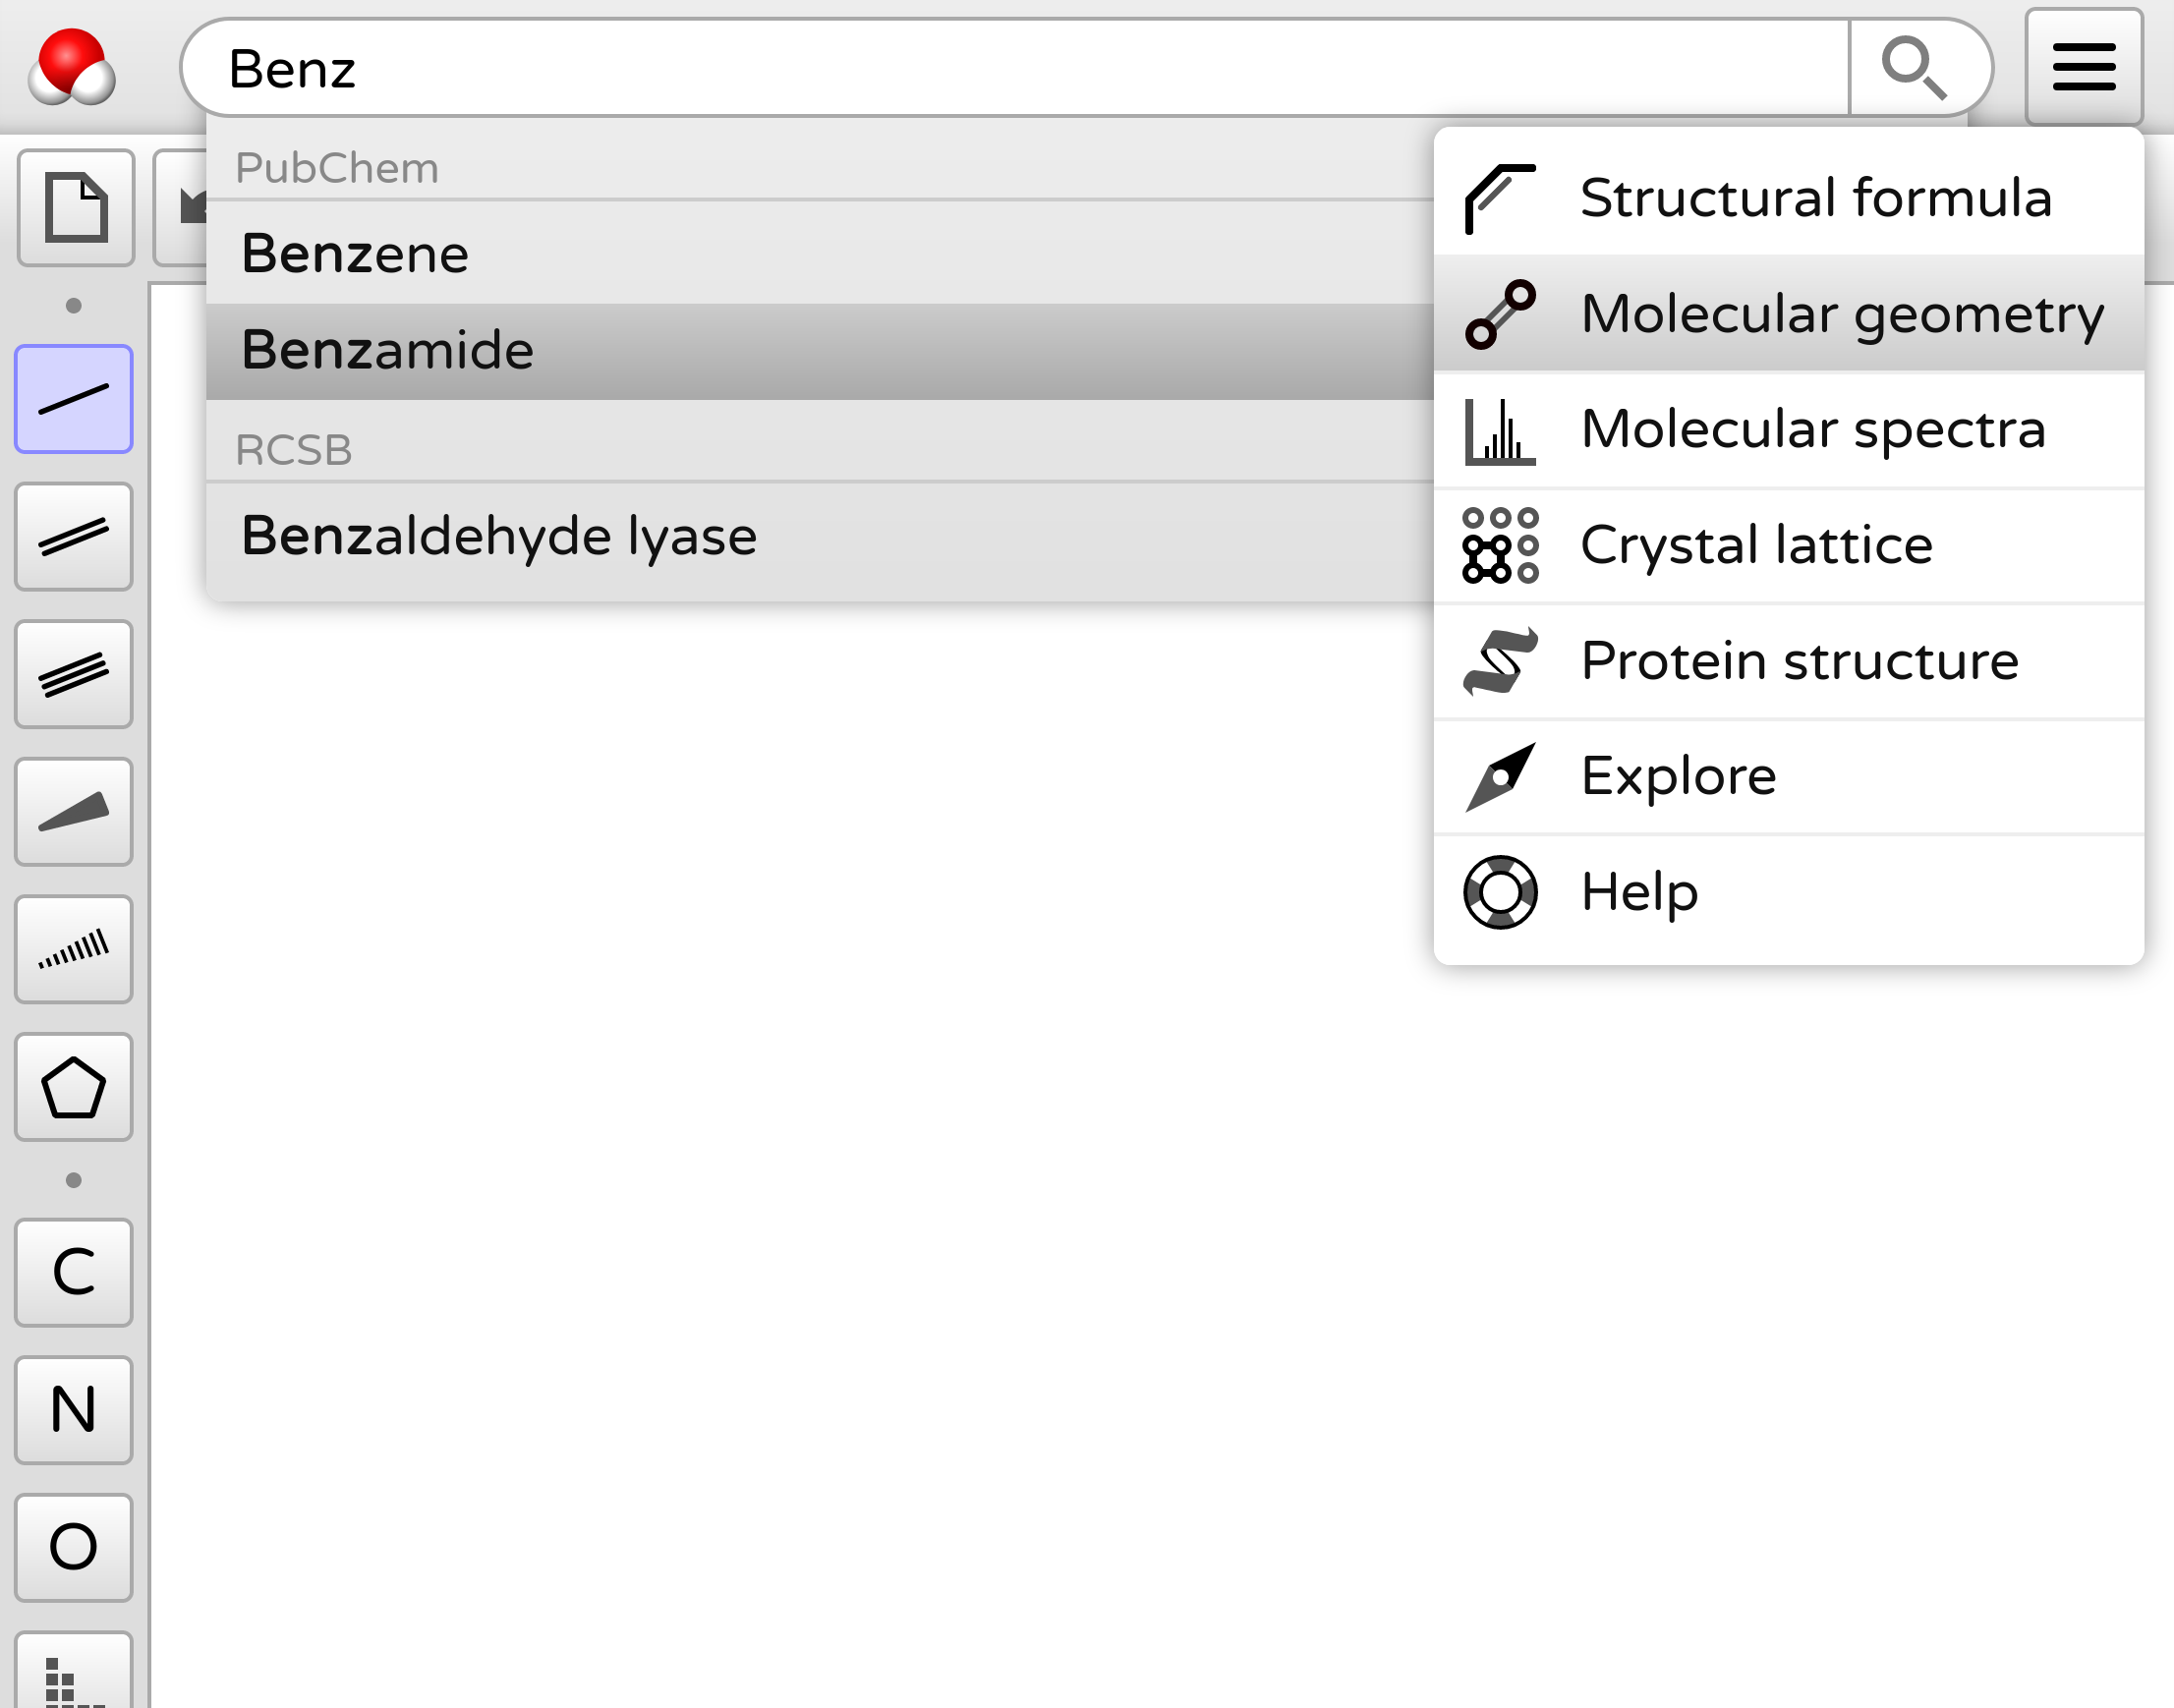 Benz
PubChem
Benzene
Benzamide
RCSB
Benzaldehyde lyase
Structural formula
Molecular geometry
Molecular spectra
Crystal lattice
Protein structure
Explore
Help
C
N
O